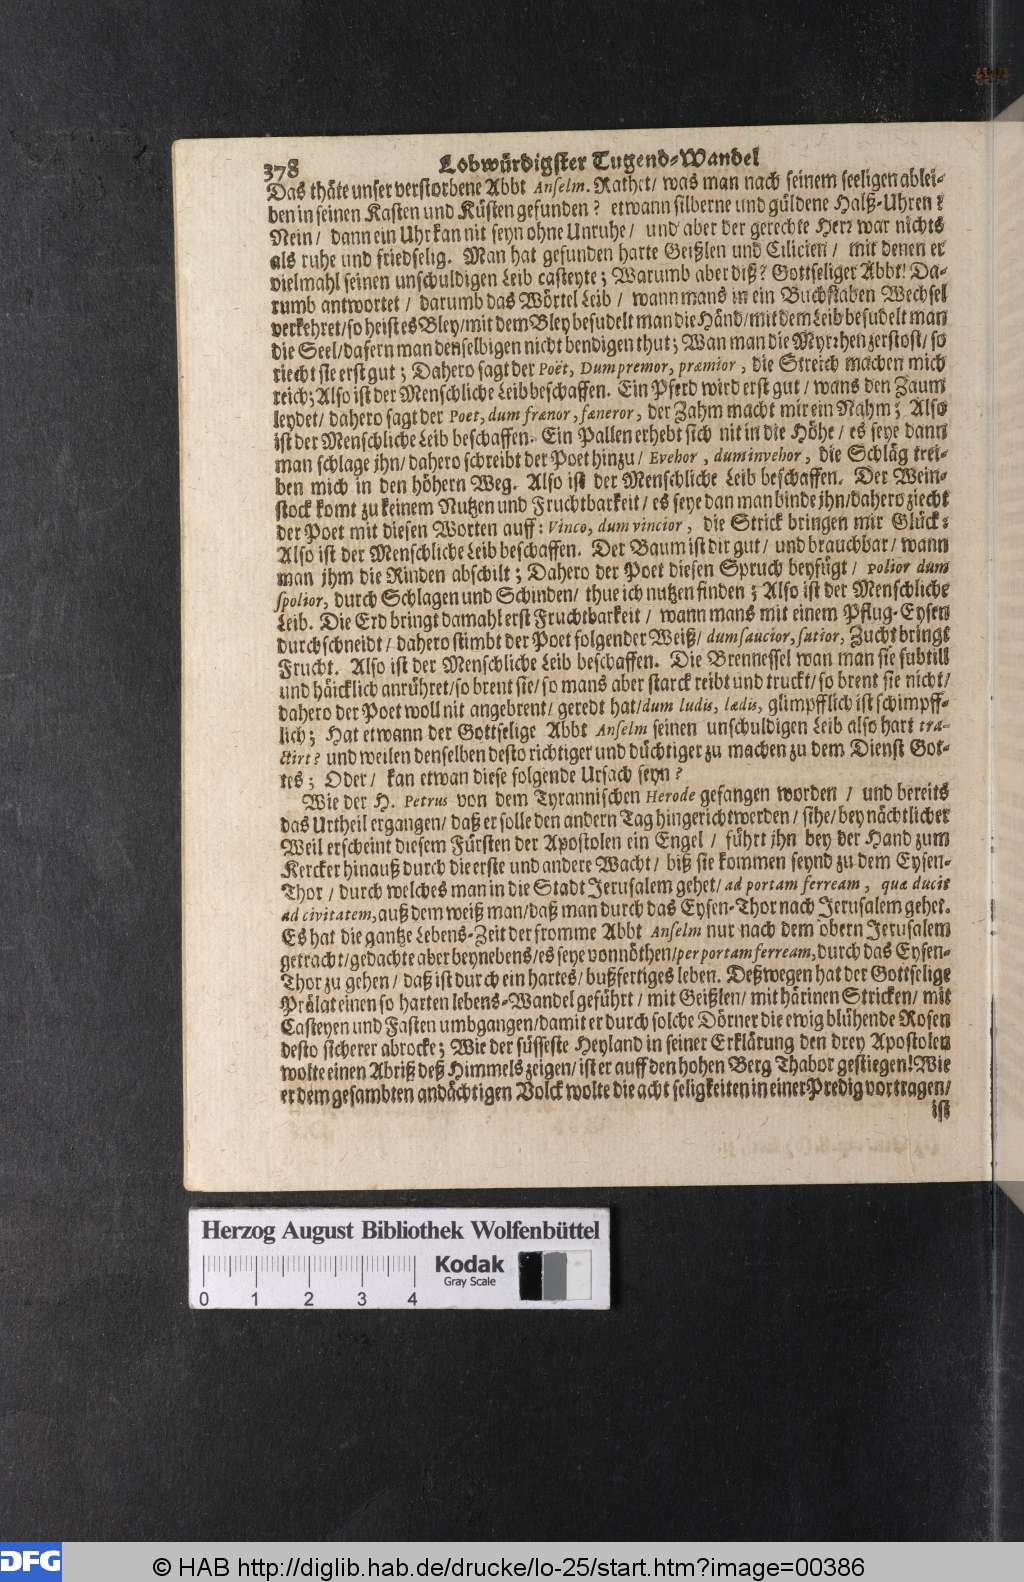 378 Lobwürdigster Tugend-Wandel
Das thäte unser verstorbene Abbt Anselm. Rathet/ was man nach seinem seeligen ablei-
ben in seinen Kasten und Küsten gefunden? etwann silberne und güldene Halß-Uhren?
Nein/ dann ein Uhr kan nit seyn ohne Unruhe/ und aber der gerechte Herr war nichts
als ruhe und friedselig. Man hat gefunden harte Geißlen und Cilicien/ mit denen er
vielmahl seinen unschuldigen Leib casteyte; Warumb aber diß? Gottseliger Abbt! Da-
rumb antwortet/ darumb das Wörtel Leib/ wann mans in ein Buchstaben Wechsel
verkehret/ so heist es Bley/ mit dem Bley besudelt man die Händ/ mit dem Leib besudelt man
die Seel/ dafern man denselbigen nicht bendigen thut; Wan man die Myrrhen zerstost/ so
riecht sie erst gut; Dahero sagt der Poët, Dum premor, præmior, die Streich machen mich
reich; Also ist der Menschliche Leib beschaffen. Ein Pferd wird erst gut/ wans den Zaum
leydet/ dahero sagt der Poet, dum frænor, fæneror, der Zahm macht mir ein Nahm; Also
ist der Menschliche Leib beschaffen. Ein Pallen erhebt sich nit in die Höhe/ es seye dann
man schlage jhn/ dahero schreibt der Poet hinzu/ Evehor, dum invehor, die Schläg trei-
ben mich in den höhern Weg. Also ist der Menschliche Leib beschaffen. Der Wein-
stock komt zu keinem Nutzen und Fruchtbarkeit/ es seye dan man binde jhn/ dahero ziecht
der Poet mit diesen Worten auff: Vinco, dum vincior, die Strick bringen mir Glück:
Also ist der Menschliche Leib beschaffen. Der Baum ist dir gut/ und brauchbar/ wann
man jhm die Rinden abschilt; Dahero der Poet diesen Spruch beyfügt/ polior dum
spolior, durch Schlagen und Schinden/ thue ich nutzen finden; Also ist der Menschliche
Leib. Die Erd bringt damahl erst Fruchtbarkeit/ wann mans mit einem Pflug-Eysen
durchschneidt/ dahero stimbt der Poet folgender Weiß/ dum saucior, satior, Zucht bringt
Frucht. Also ist der Menschliche Leib beschaffen. Die Brennessel wan man sie subtill
und häicklich anrühret/ so brent sie/ so mans aber starck reibt und truckt/ so brent sie nicht/
dahero der Poet woll nit angebrent/ geredt hat/ dum ludis, lædis, glimpfflich ist schimpff-
lich; Hat etwann der Gottselige Abbt Anselm seinen unschuldigen Leib also hart tra-
ctirt? und weilen denselben desto richtiger und düchtiger zu machen zu dem Dienst Got-
tes; Oder/ kan etwan diese folgende Ursach seyn?
Wie der H. Petrus von dem Tyrannischen Herode gefangen worden/ und bereits
das Urtheil ergangen/ daß er solle den andern Tag hingericht werden/ sihe/ bey nächtlicher
Weil erscheint diesem Fürsten der Apostolen ein Engel/ führt jhn bey der Hand zum
Kercker hinauß durch die erste und andere Wacht/ biß sie kommen seynd zu dem Eysen-
Thor/ durch welches man in die Stadt Jerusalem gehet/ ad portam ferream, quæ ducit
ad civitatem, auß dem weiß man/ daß man durch das Eysen-Thor nach Jerusalem gehet.
Es hat die gantze Lebens-Zeit der fromme Abbt Anselm nur nach dem obern Jerusalem
getracht/ gedachte aber beynebens/ es seye vonnöthen/ per portam ferream, durch das Eysen-
Thor zu gehen/ daß ist durch ein hartes/ bußfertiges leben. Deßwegen hat der Gottselige
Prälat einen so harten lebens-Wandel geführt/ mit Geißlen/ mit härinen Stricken/ mit
Casteyen und Fasten umbgangen/ damit er durch solche Dörner die ewig blühende Rosen
desto sicherer abrocke; Wie der süsseste Heyland in seiner Erklärung den drey Apostolen
wolte einen Abriß deß Himmels zeigen/ ist er auff den hohen Berg Thabor gestiegen! Wie
er dem gesambten andächtigen Volck wolte die acht seligkeiten in einer Predig vortragen/
ist
Herzog August Bibliothek Wolfenbüttel
Kodak
Gray Scale
0 1 2 3 4
DFG © HAB http://diglib.hab.de/drucke/lo-25/start.htm?image=00386